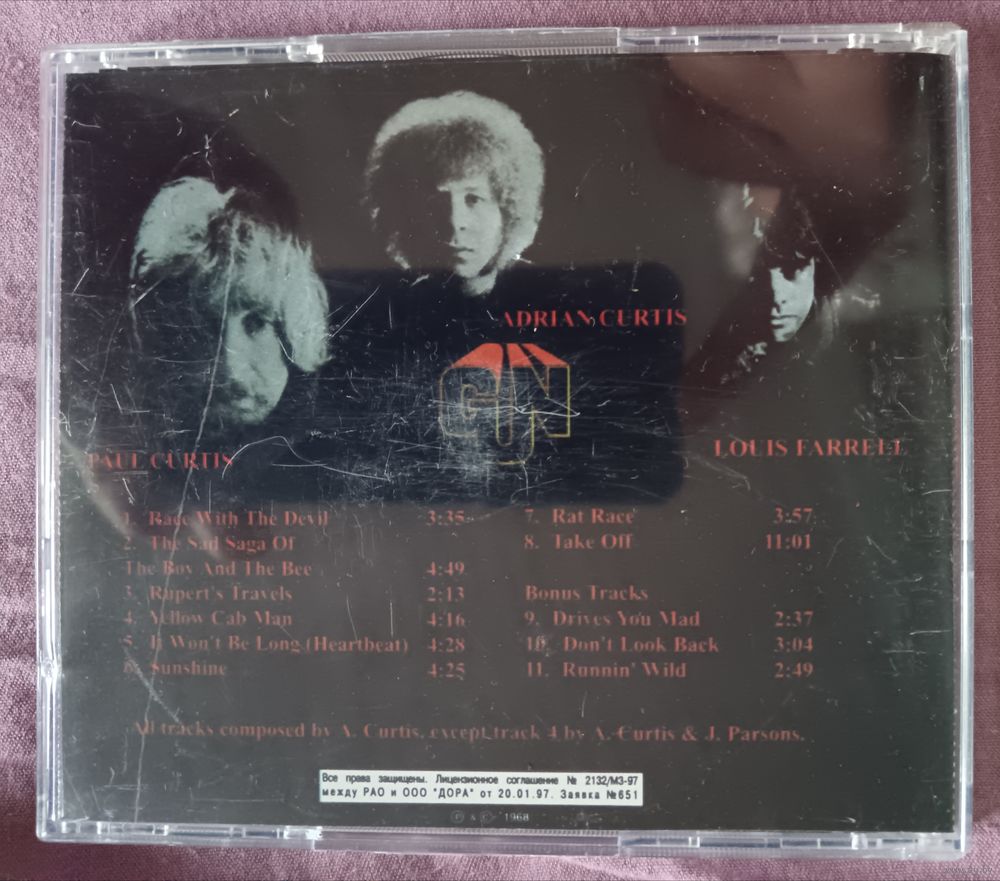 ADRIAN CURTIS
GUN
PAUL CURTIS
LOUIS FARRELL
1. Race With The Devil 3:35
2. The Sad Saga Of
The Boy And The Bee 4:49
3. Rupert's Travels 2:13
4. Yellow Cab Man 4:16
5. It Won't Be Long (Heartbeat) 4:28
6. Sunshine 4:25
7. Rat Race 3:57
8. Take Off 11:01
Bonus Tracks
9. Drives You Mad 2:37
10. Don't Look Back 3:04
11. Runnin' Wild 2:49
All tracks composed by A. Curtis, except track 4 by A. Curtis & J. Parsons.
Все права защищены. Лицензионное соглашение № 2132/МЗ-97
между РАО и ООО "ДОРА" от 20.01.97. Заявка №651
℗ & © 1968